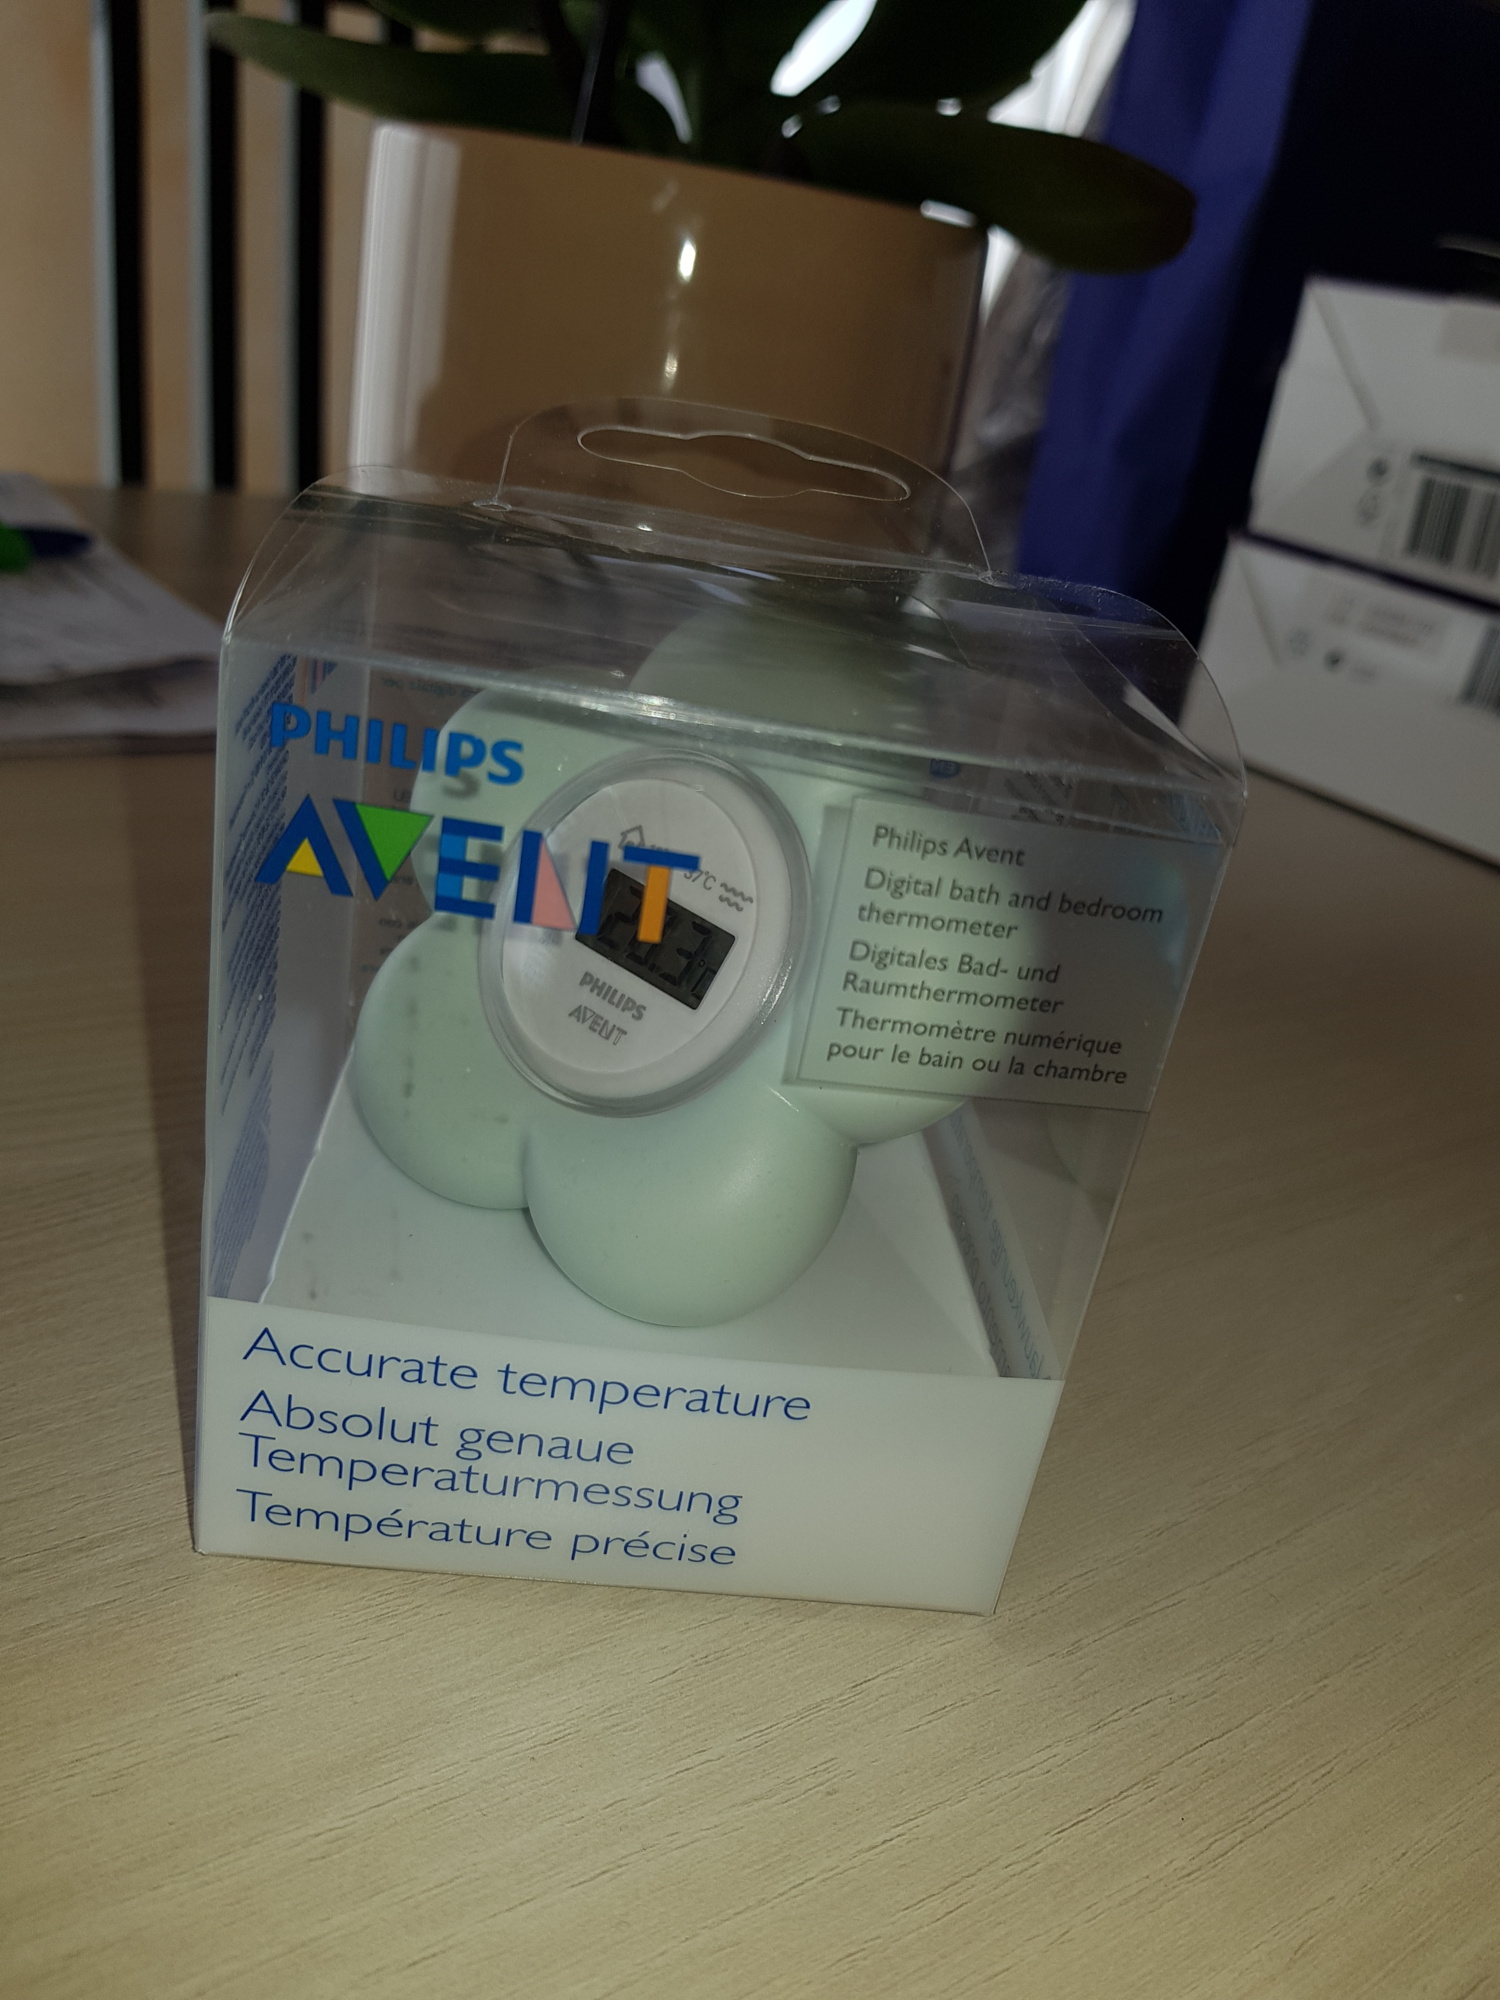 PHILIPS
AVENT
37°C
PHILIPS
AVENT
Philips Avent
Digital bath and bedroom
thermometer
Digitales Bad- und
Raumthermometer
Thermomètre numérique
pour le bain ou la chambre
Accurate temperature
Absolut genaue
Temperaturmessung
Température précise